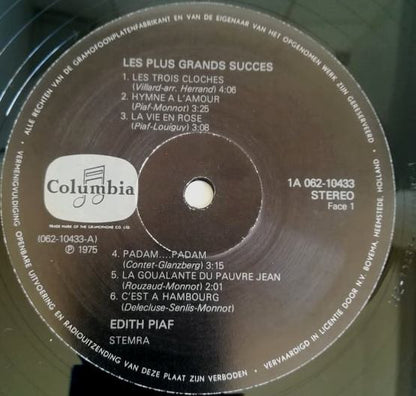 ALLE RECHTEN VAN DE GRAMOFOONPLATENFABRIKANT EN VAN DE EIGENAAR VAN HET OPGENOMEN WERK ZIJN GERESERVEERD
LES PLUS GRANDS SUCCES
1. LES TROIS CLOCHES
(Villard-arr. Herrand) 4:06
2. HYMNE A L'AMOUR
(Piaf-Monnot) 3:25
3. LA VIE EN ROSE
(Piaf-Louiguy) 3:08
Columbia
TRADE MARK OF THE GRAMOPHONE CO. LTD.
1A 062-10433
STEREO
Face 1
(062-10433-A)
Ⓟ 1975
4. PADAM....PADAM
(Contet-Glanzberg) 3:15
5. LA GOUALANTE DU PAUVRE JEAN
(Rouzaud-Monnot) 2:01
6. C'EST A HAMBOURG
(Delecluse-Senlis-Monnot)
EDITH PIAF
STEMRA
VERMENIGVULDIGING OPENBARE UITVOERING EN RADIOUITZENDING VAN DEZE PLAAT ZIJN VERBODEN
VERVAARDIGD IN LICENTIE DOOR N.V. BOVEMA, HEEMSTEDE, HOLLAND